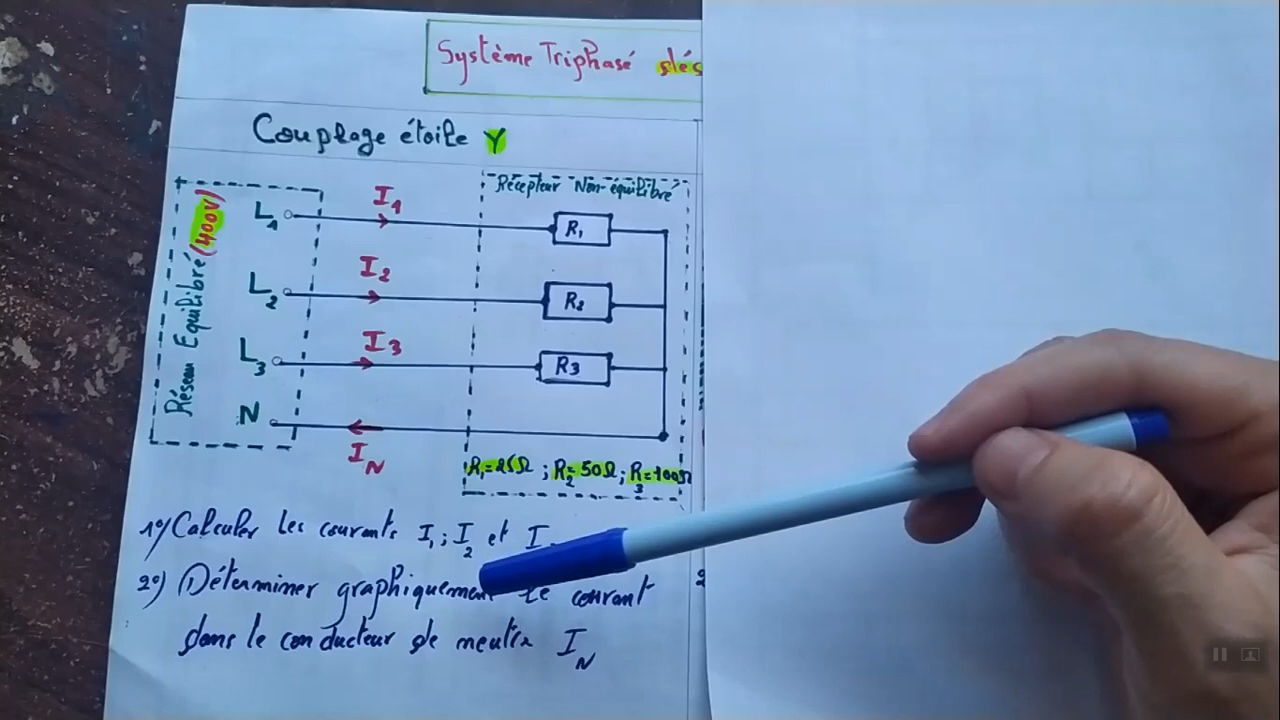 Système Triphasé dés
Couplage étoile Y
Réseau Equilibré (400V)
Récepteur Non-équilibré
L1
I1
R1
L2
I2
R2
L3
I3
R3
N
IN
R1=25Ω ; R2=50Ω ; R3=100Ω
1°) Calculer les courants I1 ; I2 et I
2°) Déterminer graphiquement le courant
dans le conducteur de neutre IN